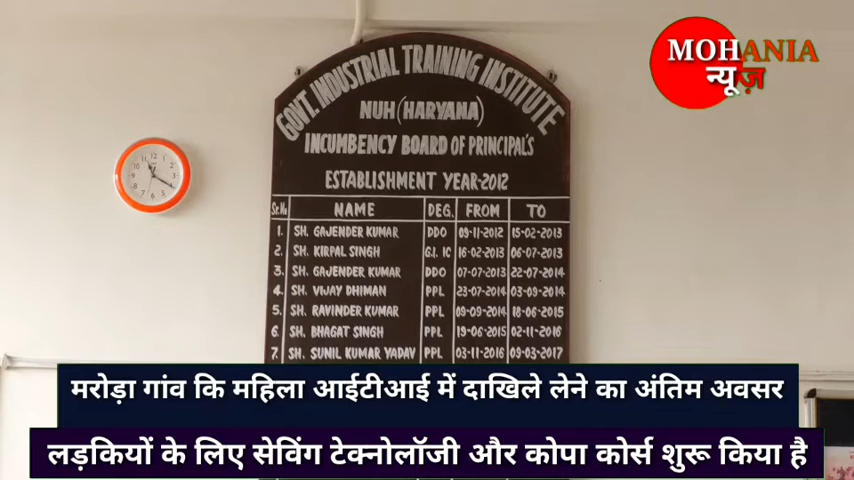 MOHANIA
न्यूज़
GOVT. INDUSTRIAL TRAINING INSTITUTE
NUH (HARYANA)
INCUMBENCY BOARD OF PRINCIPAL'S
ESTABLISHMENT YEAR-2012
Sr.No NAME DEG. FROM TO
1. SH. GAJENDER KUMAR DDO 09-11-2012 15-02-2013
2. SH. KIRPAL SINGH G.I. IC 16-02-2013 06-07-2013
3. SH. GAJENDER KUMAR DDO 07-07-2013 22-07-2014
4. SH. VIJAY DHIMAN PPL 23-07-2014 03-09-2014
5. SH. RAVINDER KUMAR PPL 09-09-2014 18-06-2015
6. SH. BHAGAT SINGH PPL 19-06-2015 02-11-2016
7. SH. SUNIL KUMAR YADAV PPL 03-11-2016 09-03-2017
मरोड़ा गांव कि महिला आईटीआई में दाखिले लेने का अंतिम अवसर
लड़कियों के लिए सेविंग टेक्नोलॉजी और कोपा कोर्स शुरू किया है